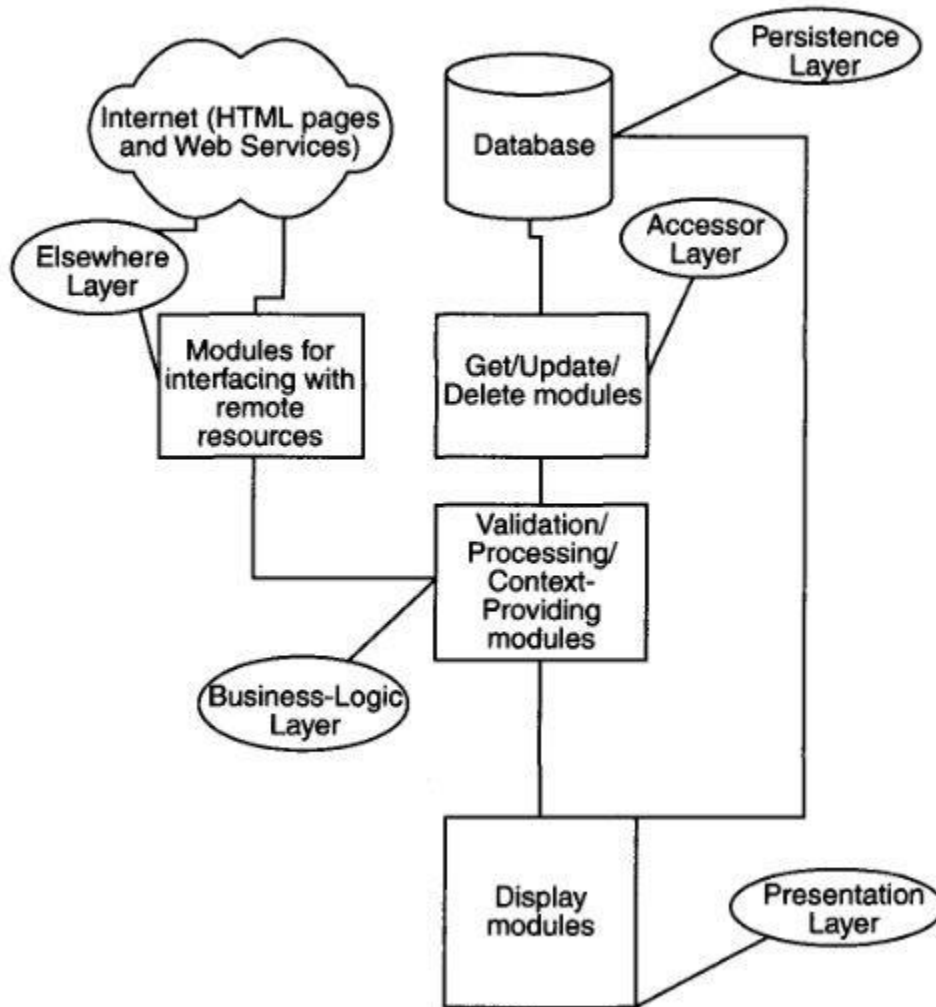 Persistence
Layer
Internet (HTML pages
and Web Services)
Database
Elsewhere
Layer
Accessor
Layer
Modules for
interfacing with
remote
resources
Get/Update/
Delete modules
Validation/
Processing/
Context-
Providing
modules
Business-Logic
Layer
Display
modules
Presentation
Layer